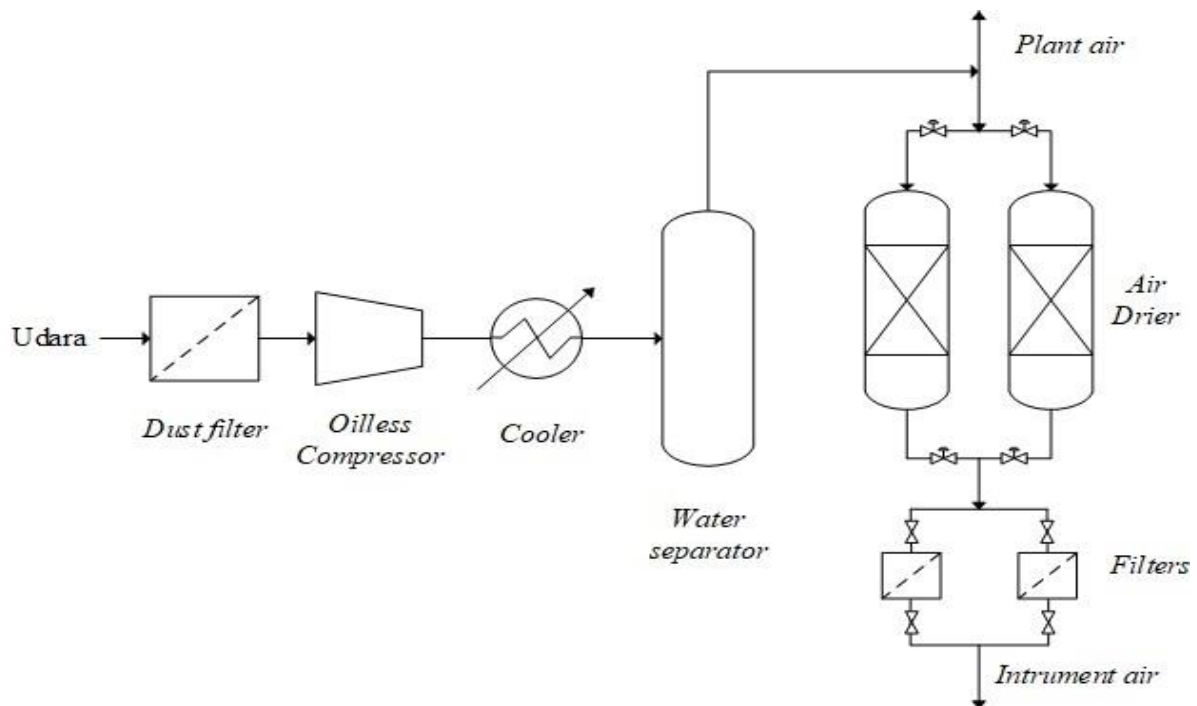 Plant air
Air
Drier
Udara
Dust filter
Oilless
Compressor
Cooler
Water
separator
Filters
Intrument air